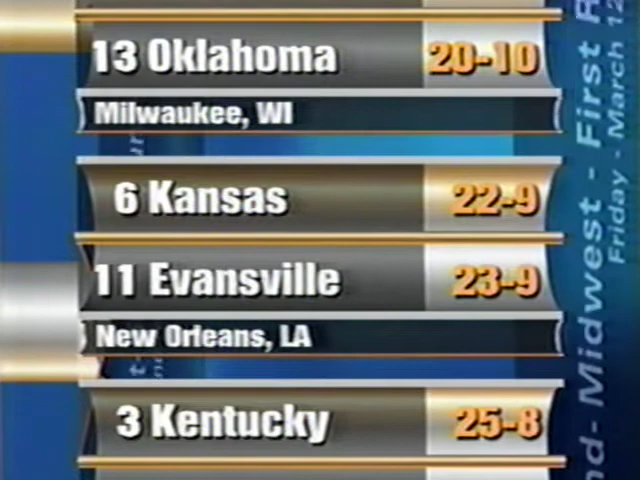 13 Oklahoma 20-10
Milwaukee, WI
6 Kansas 22-9
11 Evansville 23-9
New Orleans, LA
3 Kentucky 25-8
Midwest - First R
Friday - March 12